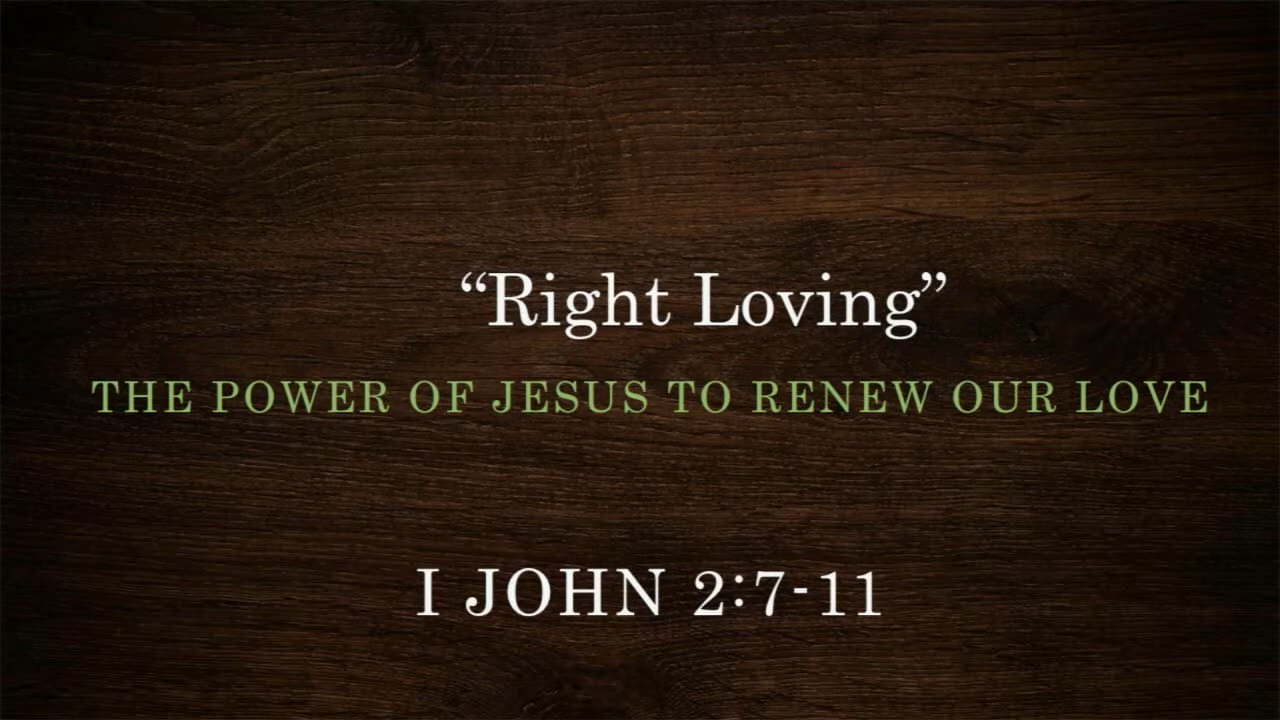 “Right Loving”
THE POWER OF JESUS TO RENEW OUR LOVE
I JOHN 2:7-11